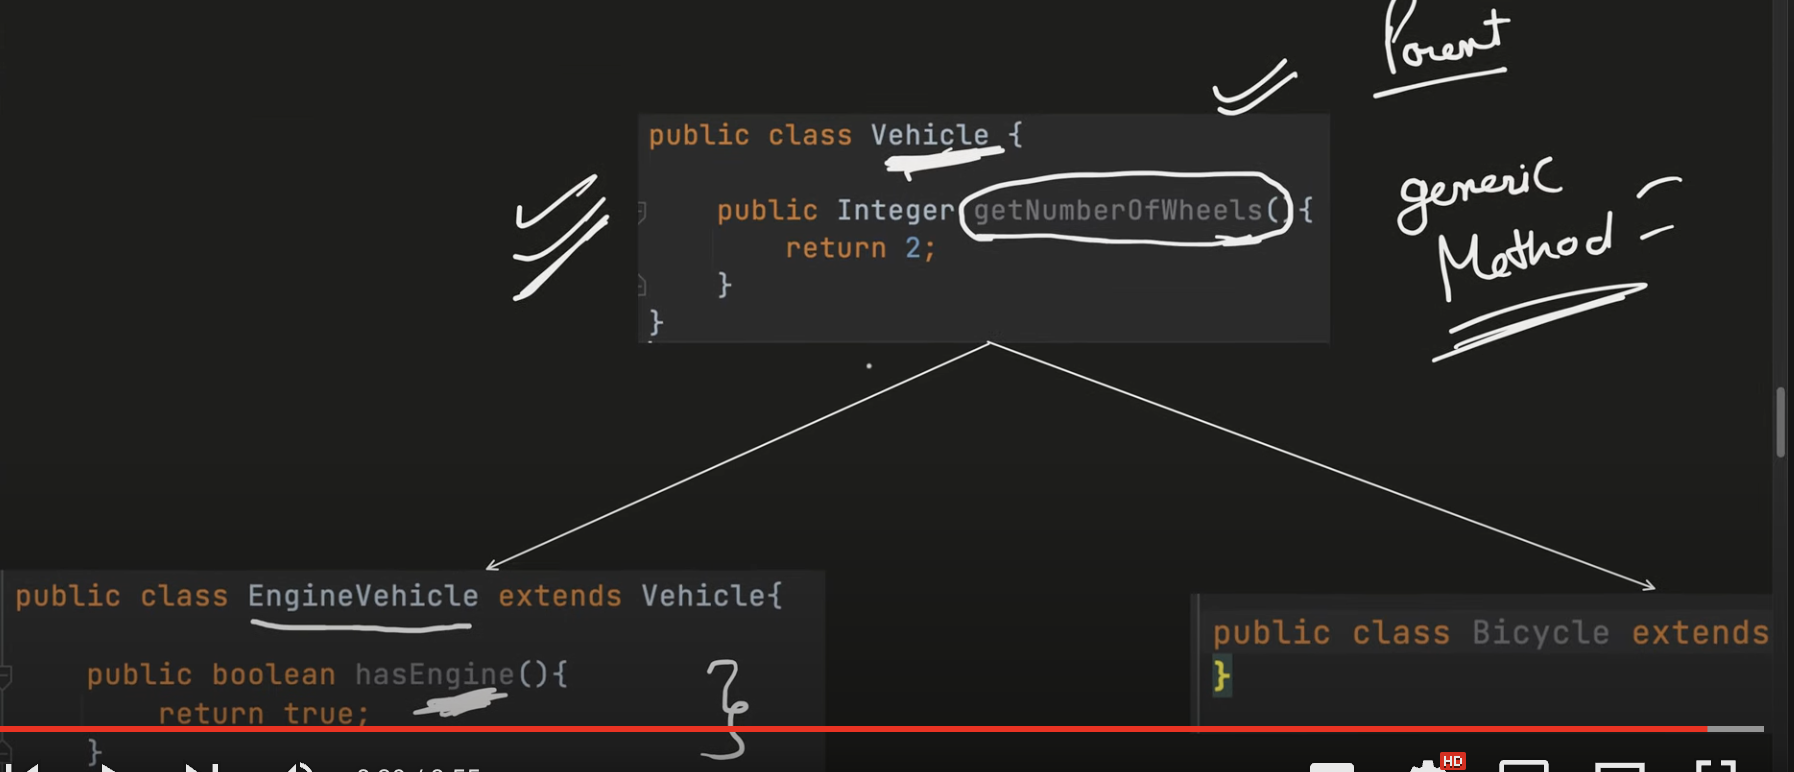 Parent
public class Vehicle {
generic
Method
public Integer getNumberOfWheels(){
return 2;
}
}
public class EngineVehicle extends Vehicle{
public boolean hasEngine(){
return true;
}
public class Bicycle extends
}
HD